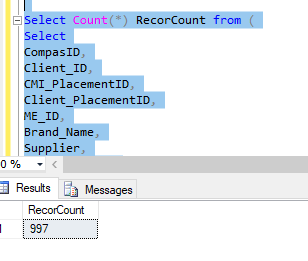 Select Count(*) RecorCount from (
Select
CompasID,
Client_ID,
CMI_PlacementID,
Client_PlacementID,
ME_ID,
Brand_Name,
Supplier,
0 %
Results Messages
RecorCount
997